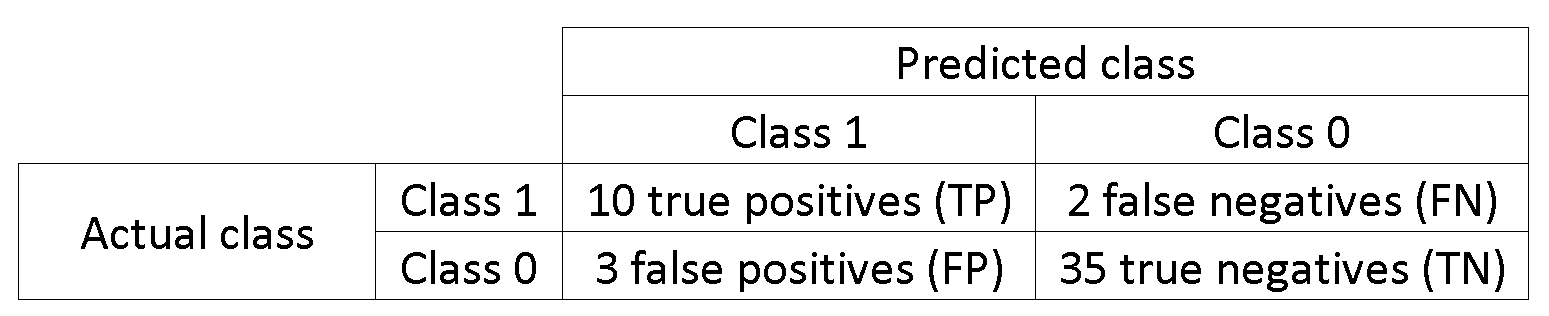 Predicted class
Class 1 Class 0
Actual class Class 1 10 true positives (TP) 2 false negatives (FN)
Class 0 3 false positives (FP) 35 true negatives (TN)